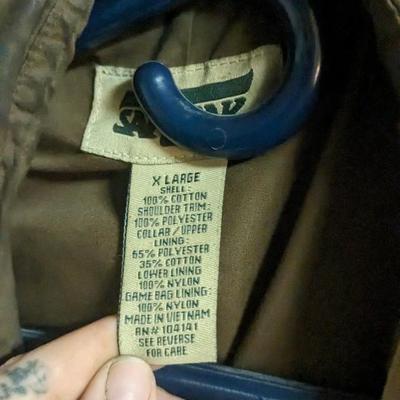 X LARGE
SHELL:
100% COTTON
SHOULDER TRIM:
100% POLYESTER
COLLAR / UPPER
LINING:
65% POLYESTER
35% COTTON
LOWER LINING
100% NYLON
GAME BAG LINING:
100% NYLON
MADE IN VIETNAM
RN# 104141
SEE REVERSE
FOR CARE